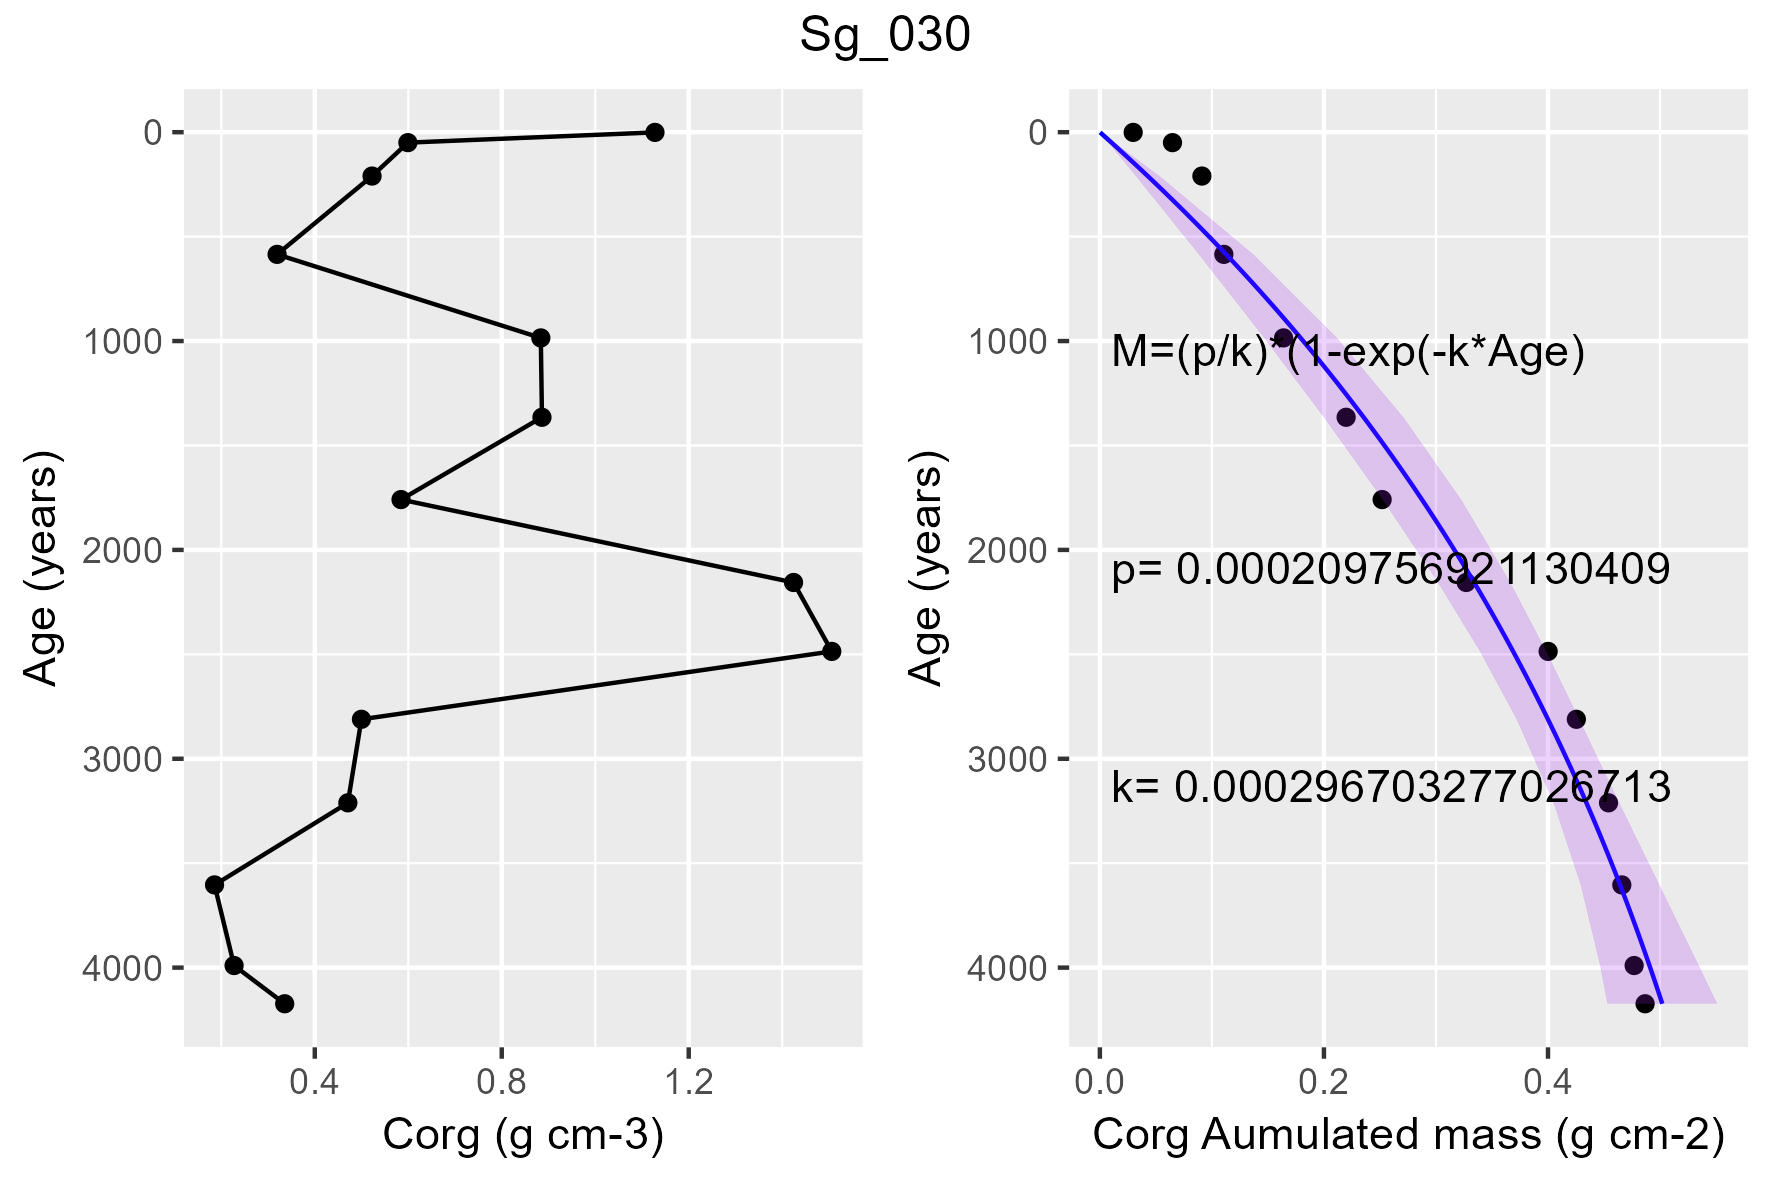 Sg_030
Age (years)
0
1000
2000
3000
4000
0.4 0.8 1.2
Corg (g cm-3)
Age (years)
0
1000
2000
3000
4000
M=(p/k)*(1-exp(-k*Age)
p= 0.000209756921130409
k= 0.000296703277026713
0.0 0.2 0.4
Corg Aumulated mass (g cm-2)